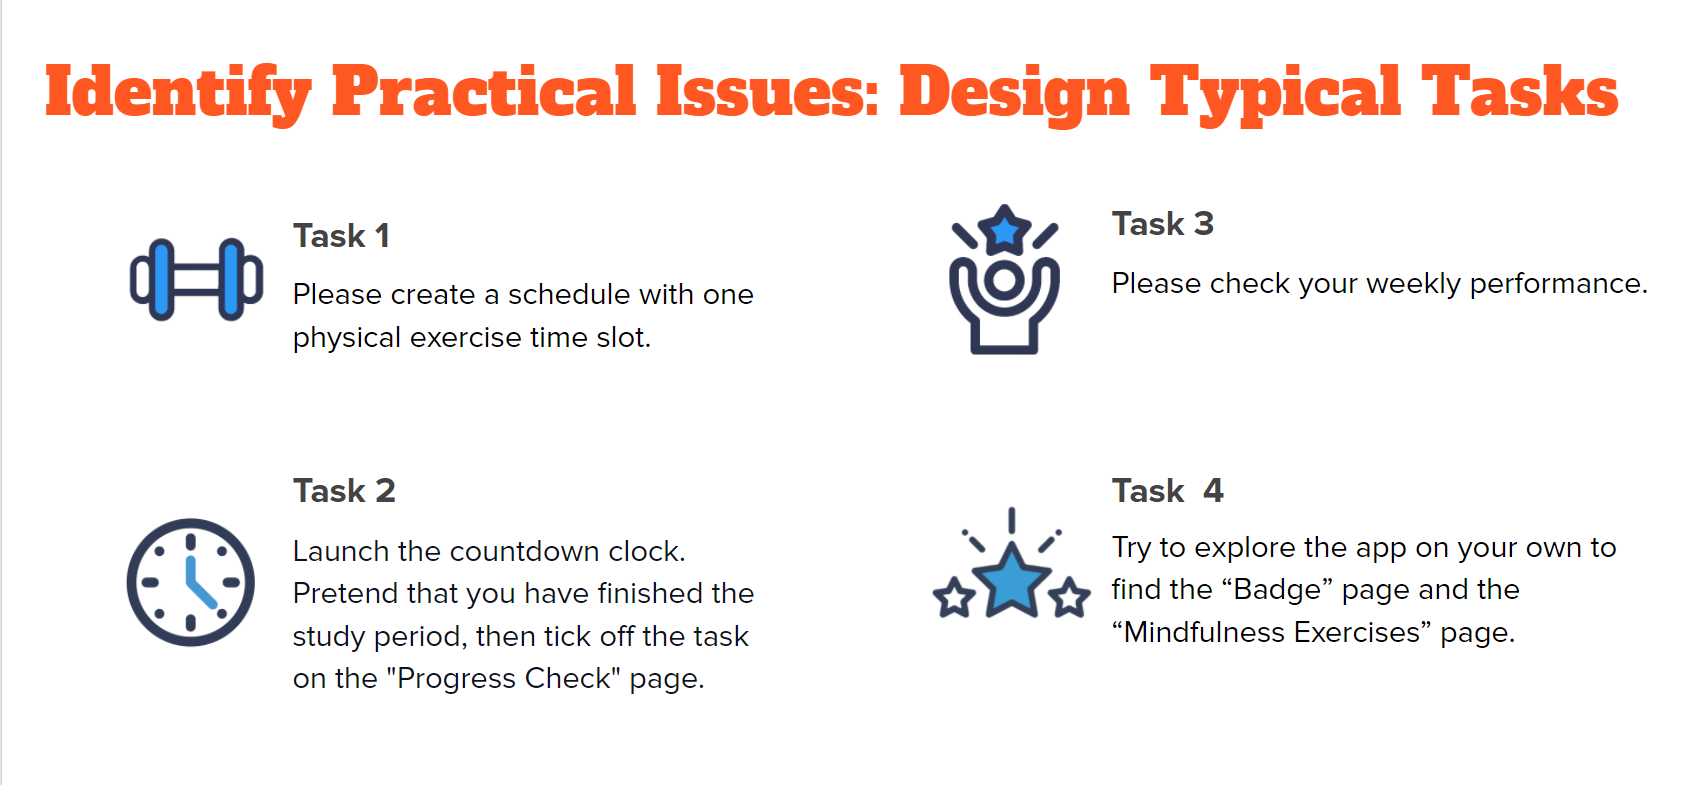 Identify Practical Issues: Design Typical Tasks
Task 1
Please create a schedule with one
physical exercise time slot.
Task 2
Launch the countdown clock.
Pretend that you have finished the
study period, then tick off the task
on the "Progress Check" page.
Task 3
Please check your weekly performance.
Task  4
Try to explore the app on your own to
find the “Badge” page and the
“Mindfulness Exercises” page.